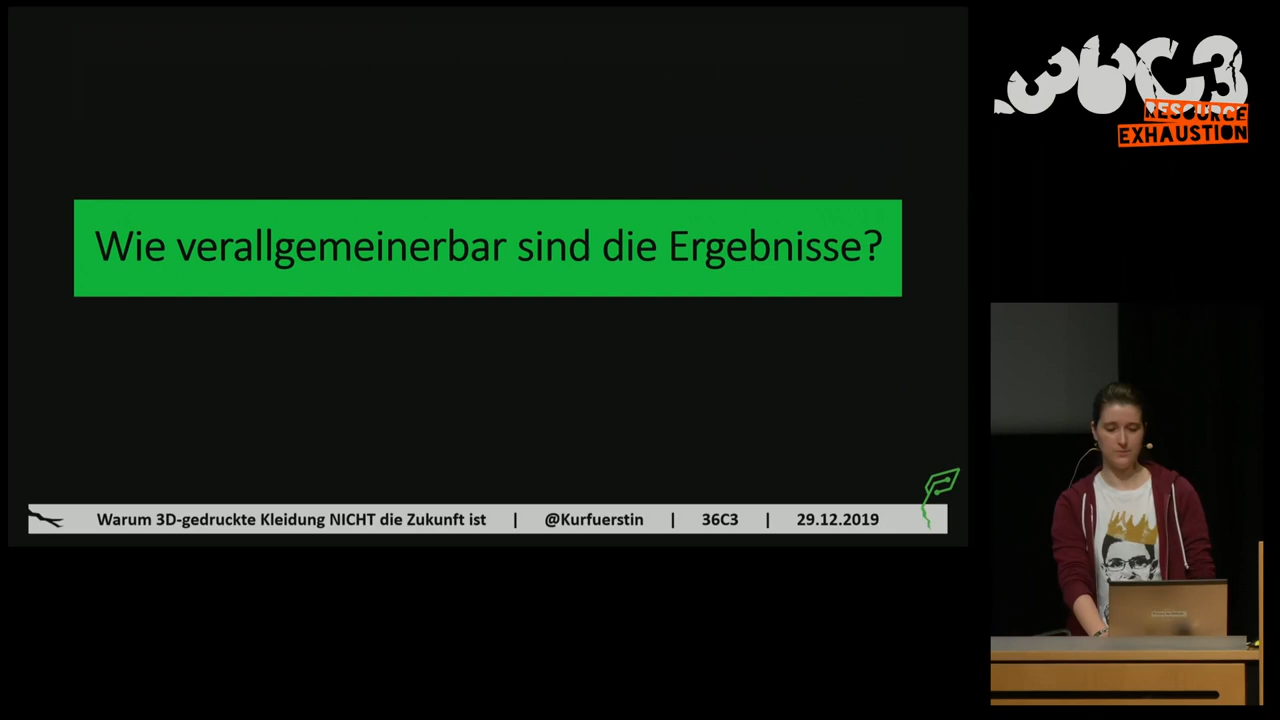 36C3
RESOURCE
EXHAUSTION
Wie verallgemeinerbar sind die Ergebnisse?
Warum 3D-gedruckte Kleidung NICHT die Zukunft ist | @Kurfuerstin | 36C3 | 29.12.2019